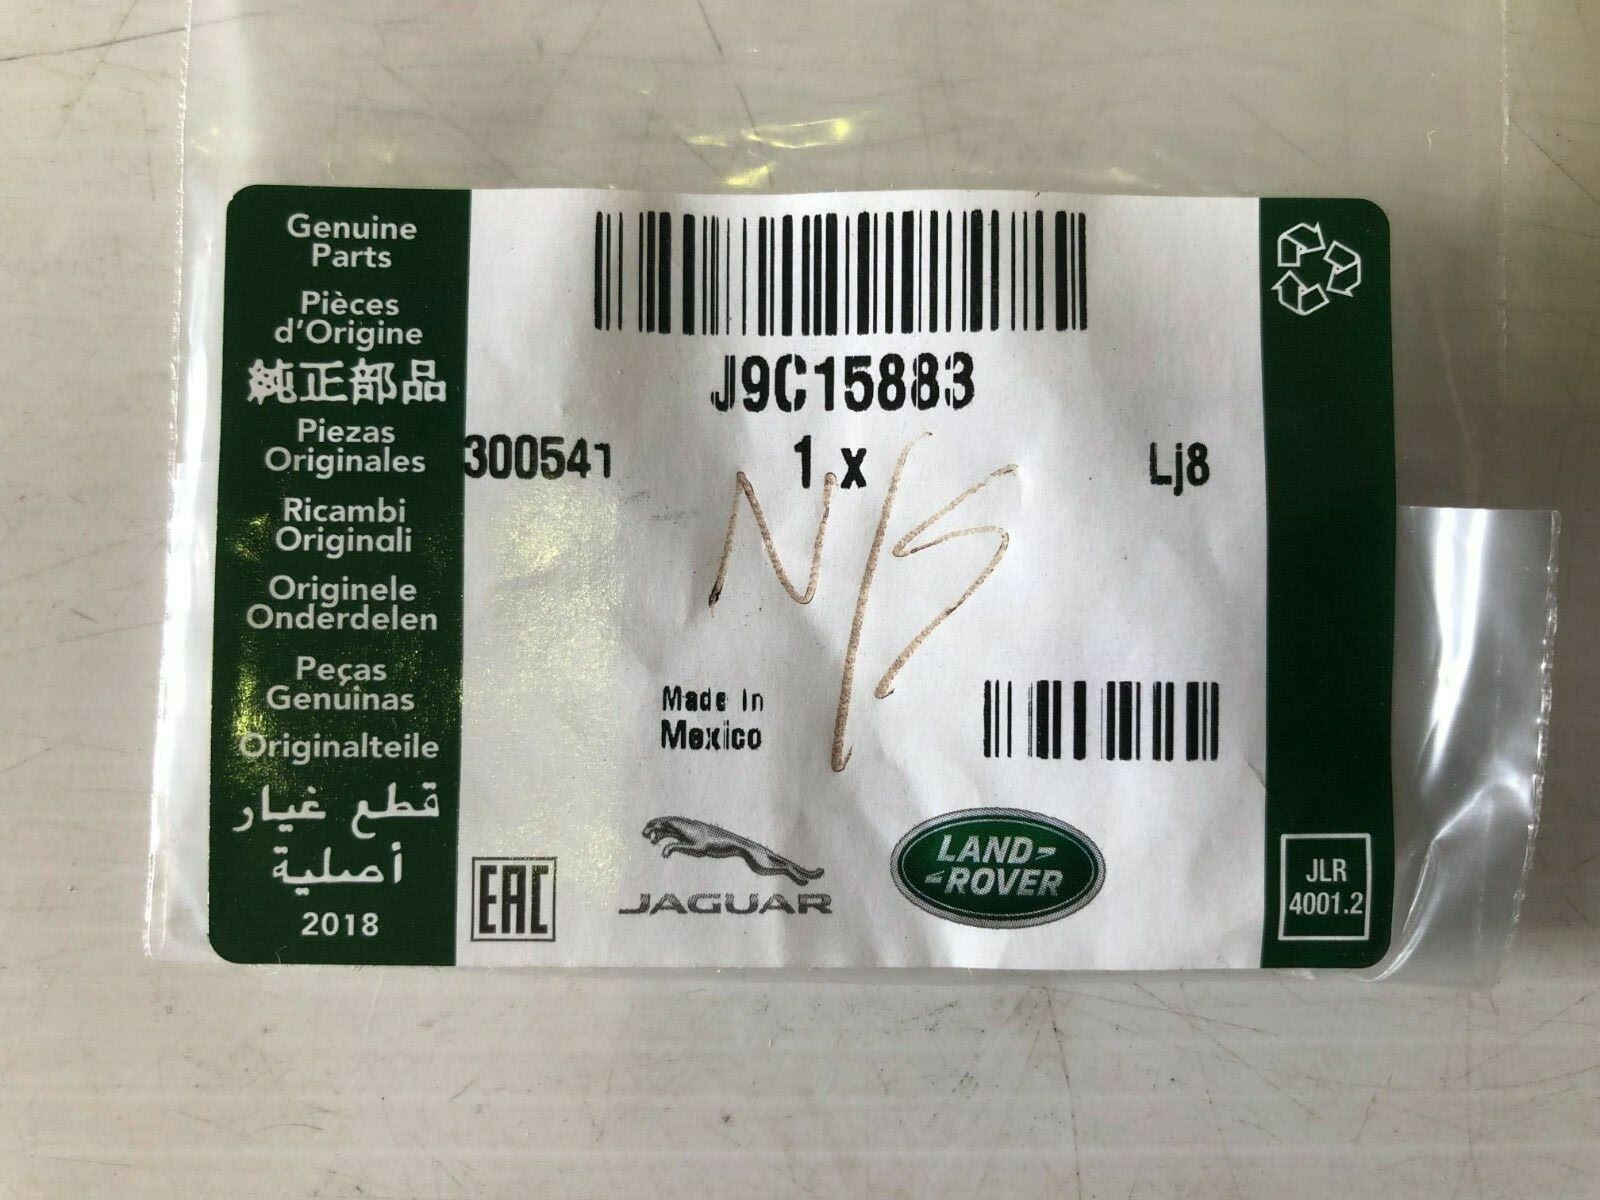 Genuine
Parts
Pièces
d'Origine
純正部品
Piezas
Originales
Ricambi
Originali
Originele
Onderdelen
Peças
Genuinas
Originalteile
قطع غيار
أصلية
2018
J9C15883
300541 1 x Lj8
N/S
Made In
Mexico
EAC
JAGUAR
LAND-
-ROVER
JLR
4001.2